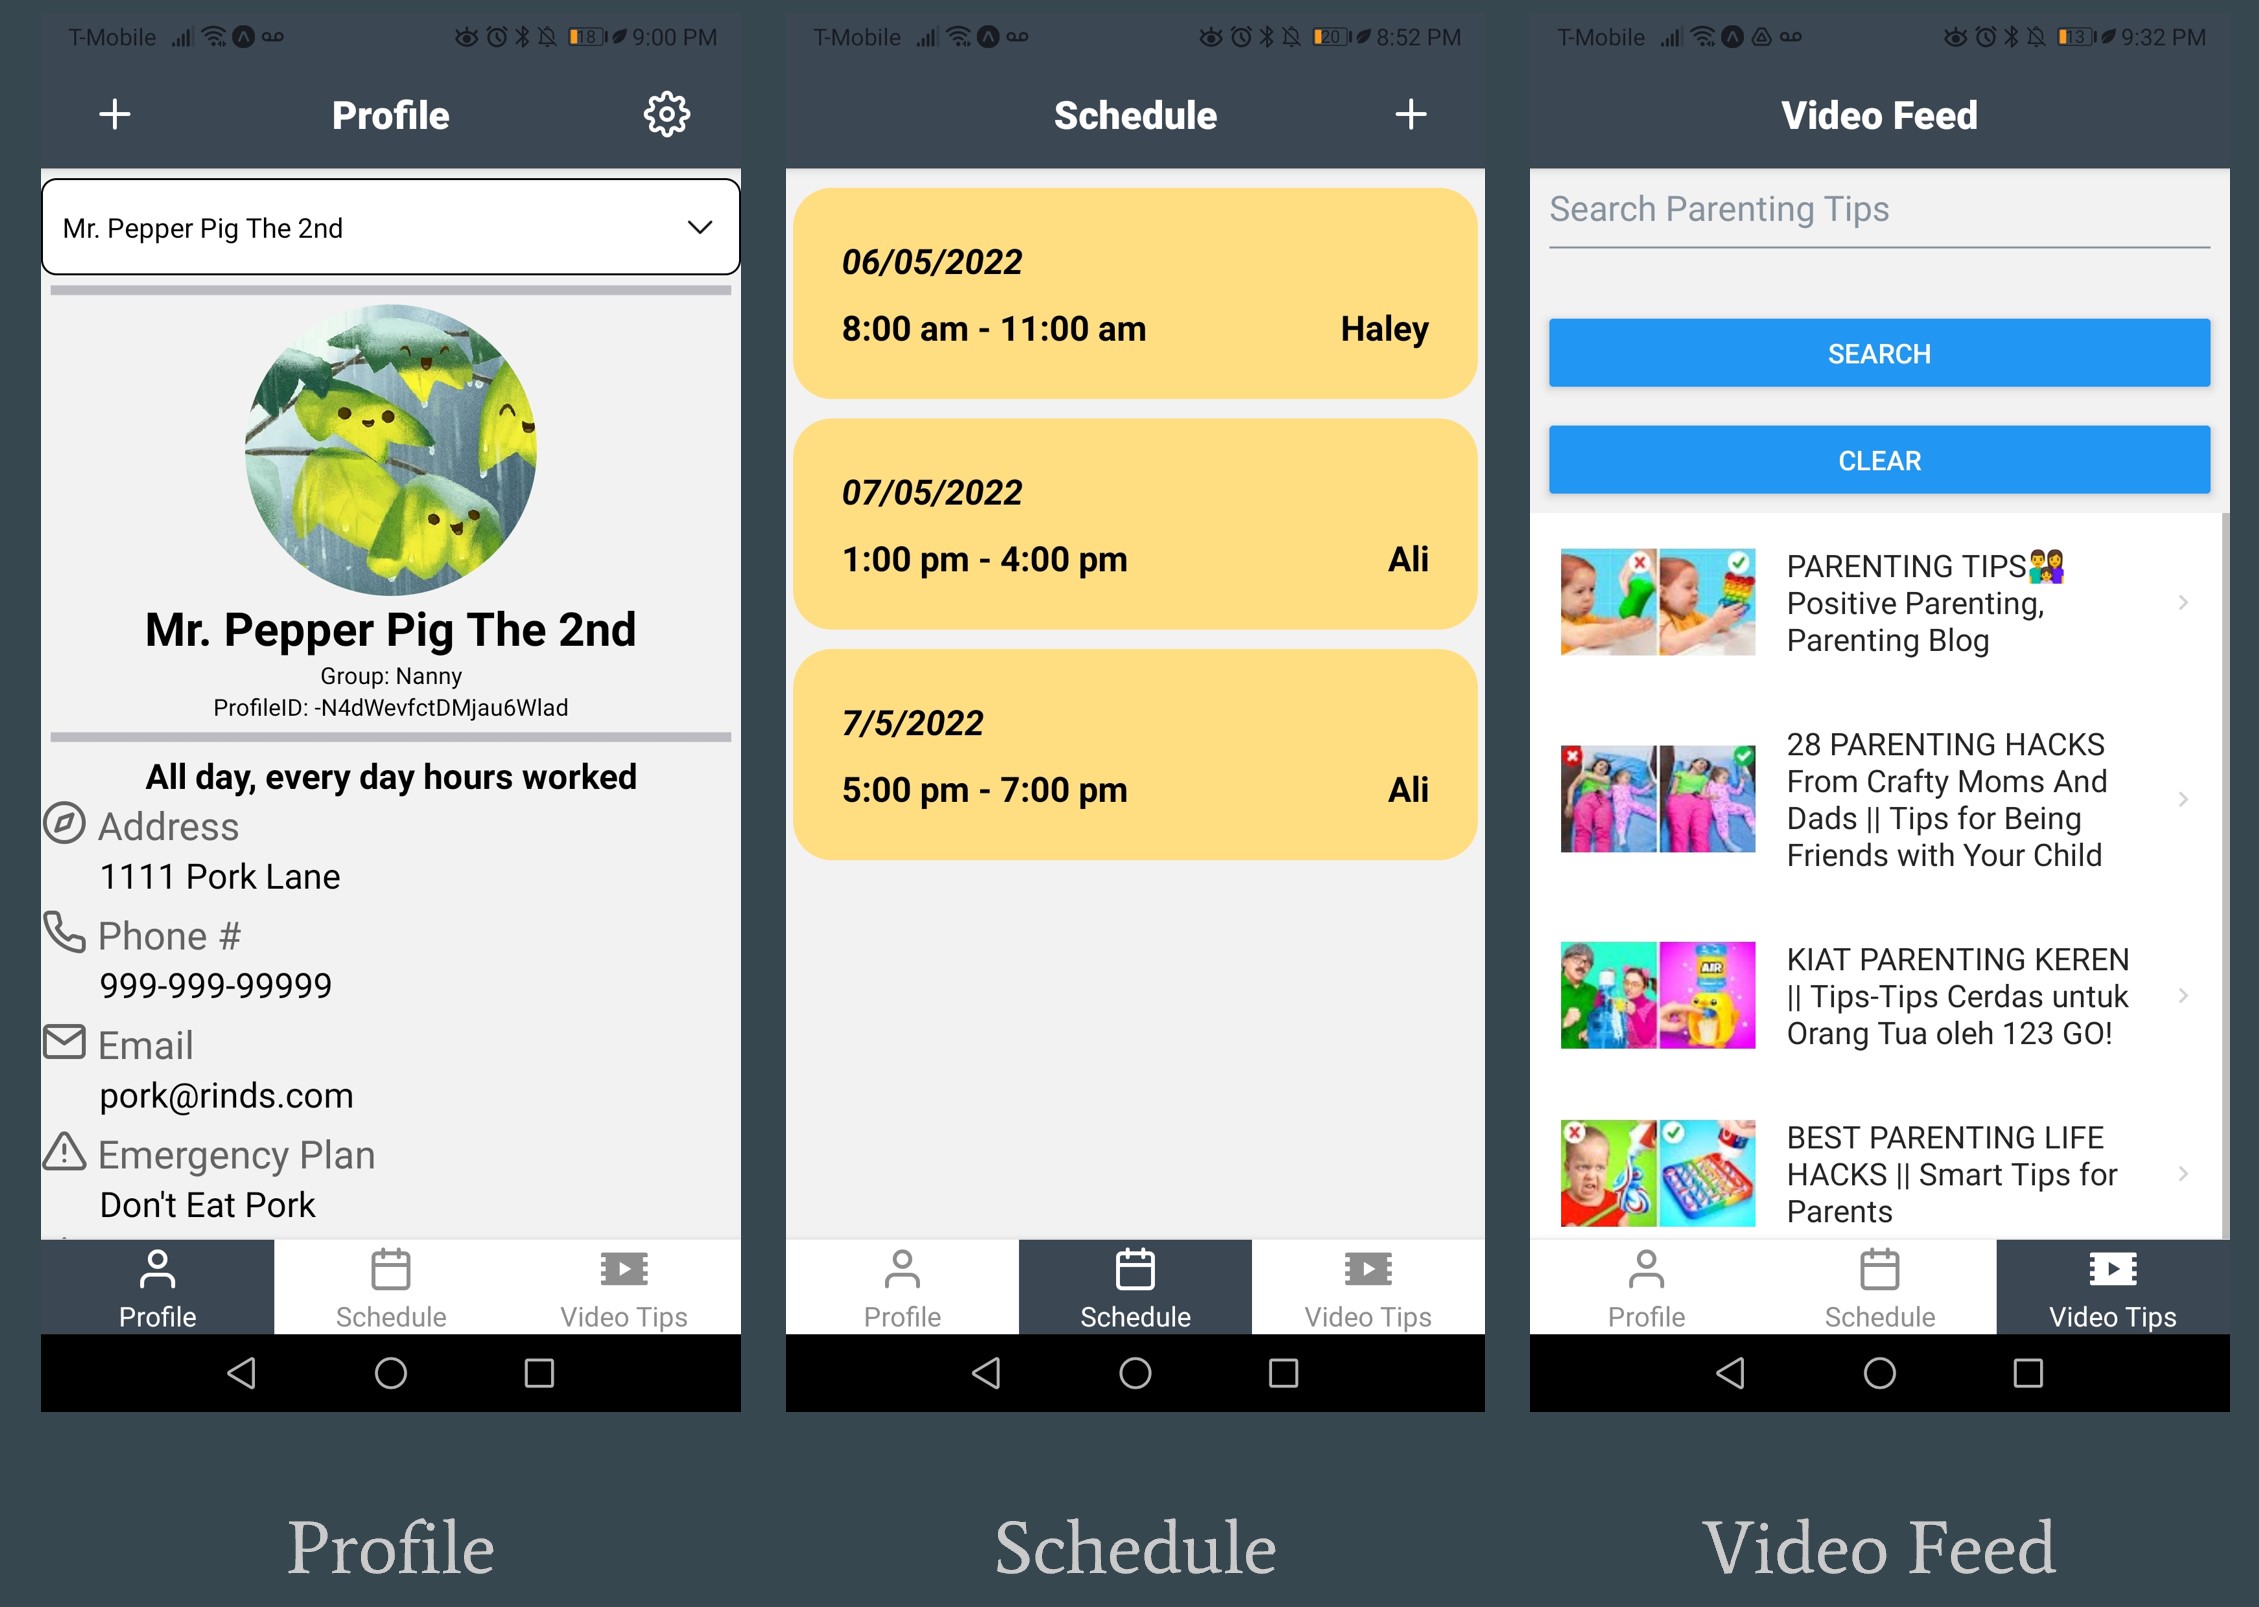 T-Mobile 18 9:00 PM
Profile
Mr. Pepper Pig The 2nd
Mr. Pepper Pig The 2nd
Group: Nanny
ProfileID: -N4dWevfctDMjau6Wlad
All day, every day hours worked
Address
1111 Pork Lane
Phone #
999-999-99999
Email
pork@rinds.com
Emergency Plan
Don't Eat Pork
Profile Schedule Video Tips
Profile
T-Mobile 20 8:52 PM
Schedule
06/05/2022
8:00 am - 11:00 am Haley
07/05/2022
1:00 pm - 4:00 pm Ali
7/5/2022
5:00 pm - 7:00 pm Ali
Profile Schedule Video Tips
Schedule
T-Mobile 13 9:32 PM
Video Feed
Search Parenting Tips
SEARCH
CLEAR
PARENTING TIPS👨‍👩‍👧
Positive Parenting,
Parenting Blog
28 PARENTING HACKS
From Crafty Moms And
Dads || Tips for Being
Friends with Your Child
AIR
KIAT PARENTING KEREN
|| Tips-Tips Cerdas untuk
Orang Tua oleh 123 GO!
BEST PARENTING LIFE
HACKS || Smart Tips for
Parents
Profile Schedule Video Tips
Video Feed